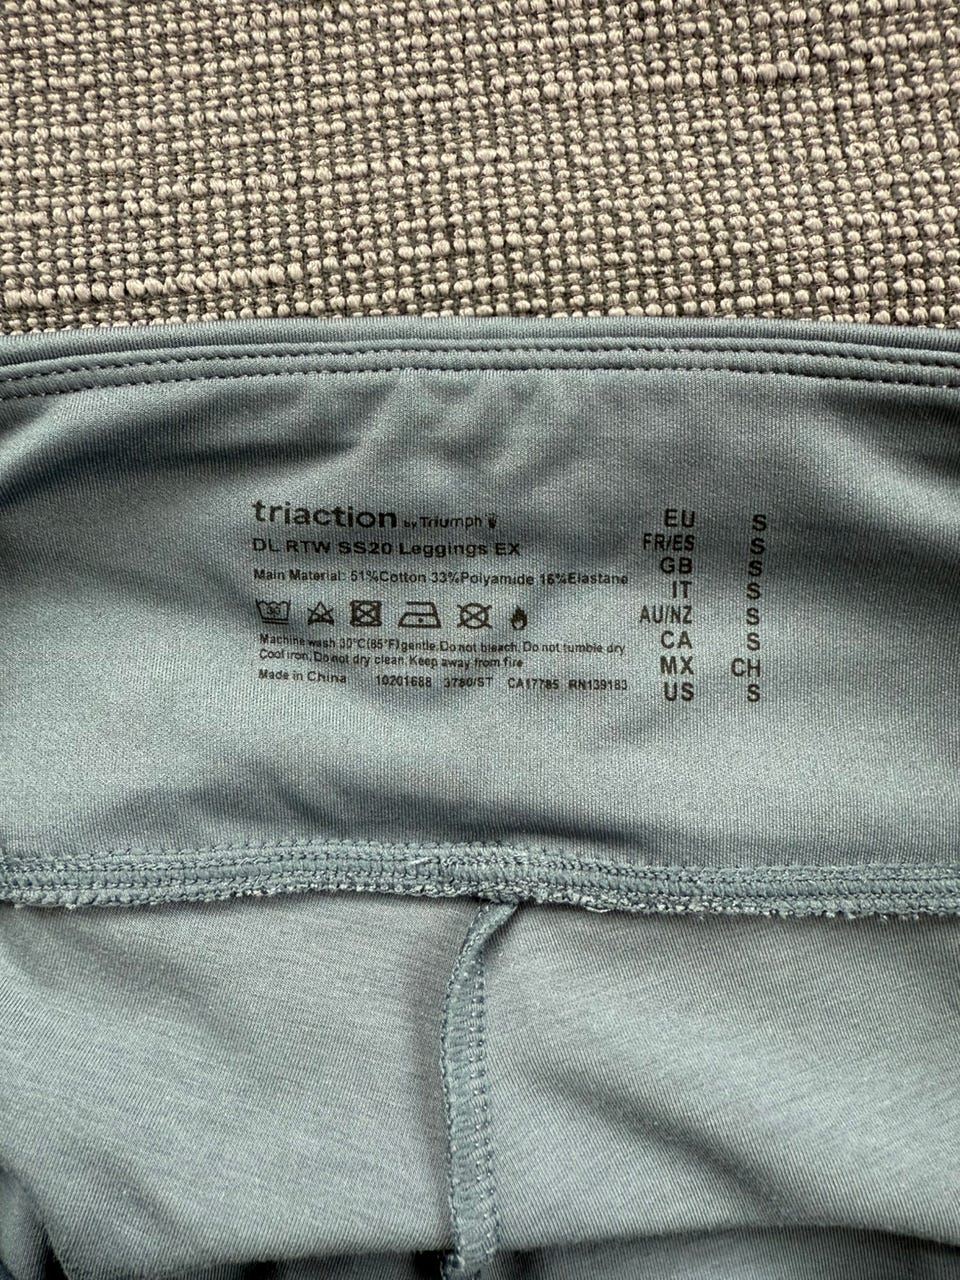 triaction by Triumph
DL RTW SS20 Leggings EX
Main Material: 51%Cotton 33%Polyamide 16%Elastane
30
Machine wash 30°C(85°F)gentle.Do not bleach. Do not tumble dry
Cool iron. Do not dry clean. Keep away from fire
Made in China 10201688 3780/ST CA17785 RN139183
EU S
FR/ES S
GB S
IT S
AU/NZ S
CA S
MX CH
US S